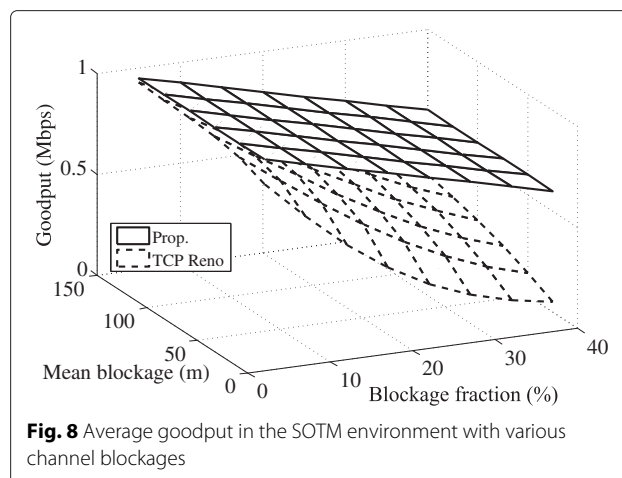 1
0.5
0
Goodput (Mbps)
Prop.
TCP Reno
150
100
50
0
Mean blockage (m)
0
10
20
30
40
Blockage fraction (%)
Fig. 8 Average goodput in the SOTM environment with various
channel blockages